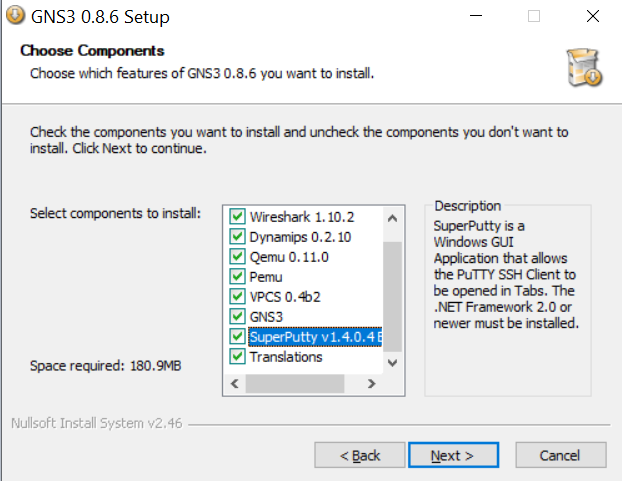 GNS3 0.8.6 Setup
Choose Components
Choose which features of GNS3 0.8.6 you want to install.
Check the components you want to install and uncheck the components you don't want to
install. Click Next to continue.
Select components to install:
Wireshark 1.10.2
Dynamips 0.2.10
Qemu 0.11.0
Pemu
VPCS 0.4b2
GNS3
SuperPutty v1.4.0.4
Translations
Description
SuperPutty is a
Windows GUI
Application that allows
the PuTTY SSH Client to
be opened in Tabs. The
.NET Framework 2.0 or
newer must be installed.
Space required: 180.9MB
Nullsoft Install System v2.46
< Back
Next >
Cancel